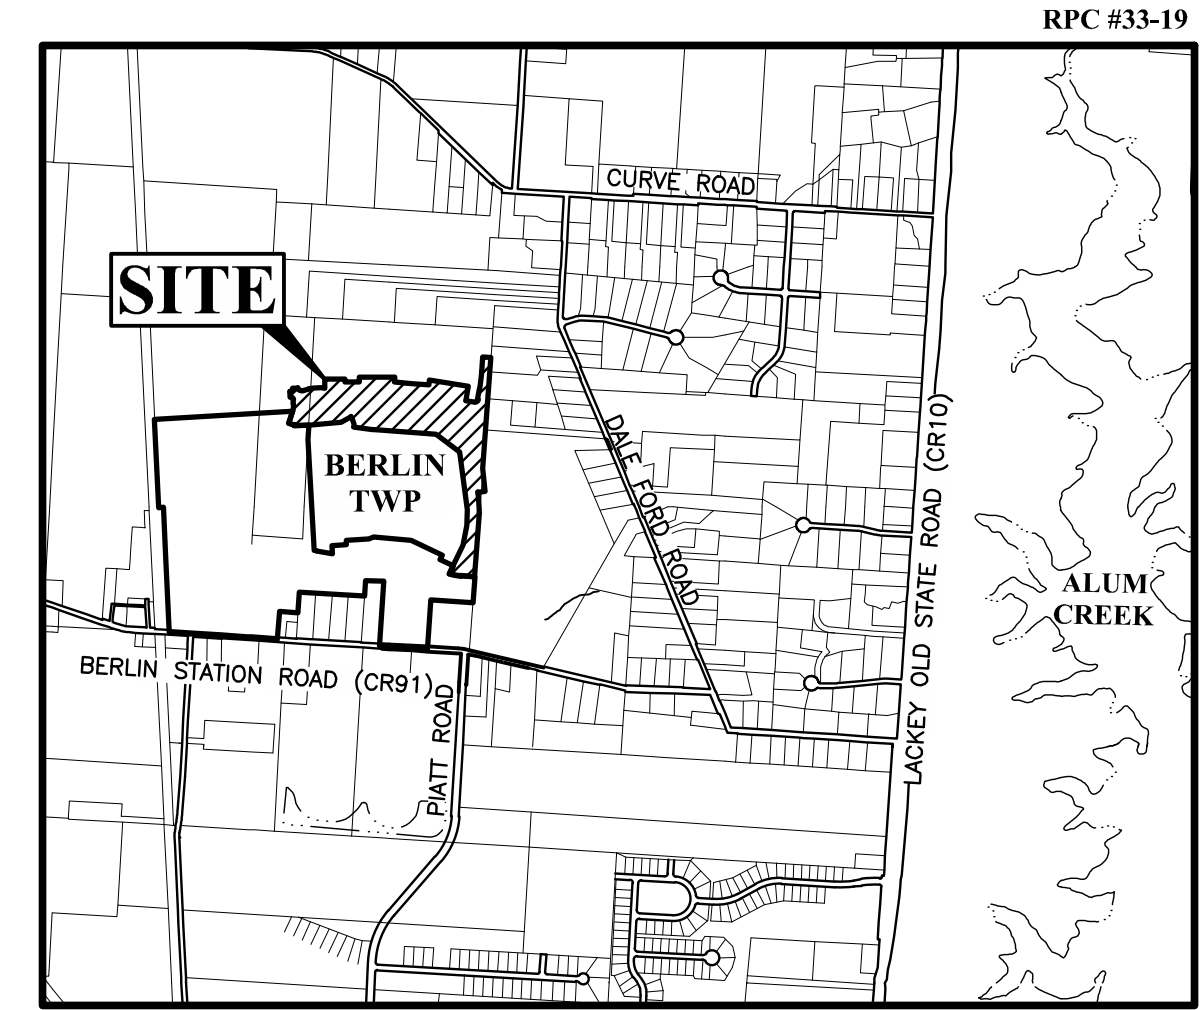 RPC #33-19
CURVE ROAD
SITE
BERLIN
TWP
DALE FORD ROAD
LACKEY OLD STATE ROAD (CR10)
ALUM
CREEK
BERLIN STATION ROAD (CR91)
PIATT ROAD